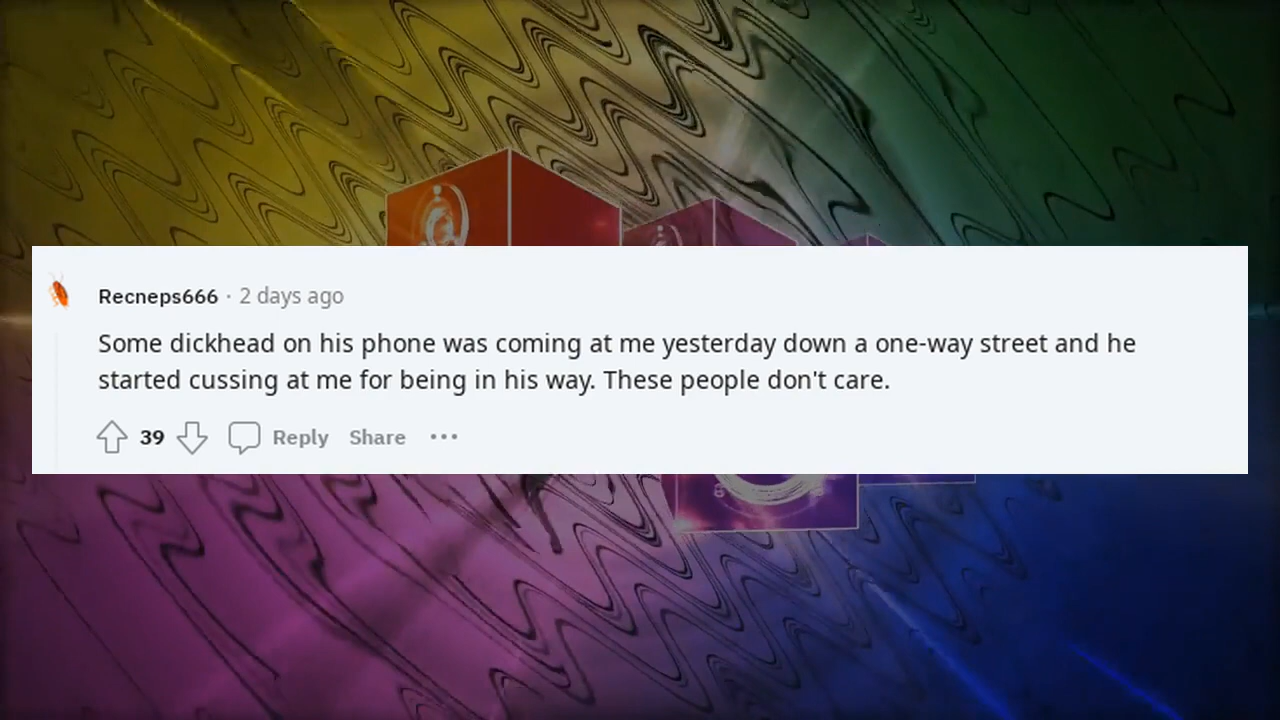 Recneps666 · 2 days ago
Some dickhead on his phone was coming at me yesterday down a one-way street and he
started cussing at me for being in his way. These people don't care.
39 Reply Share •••